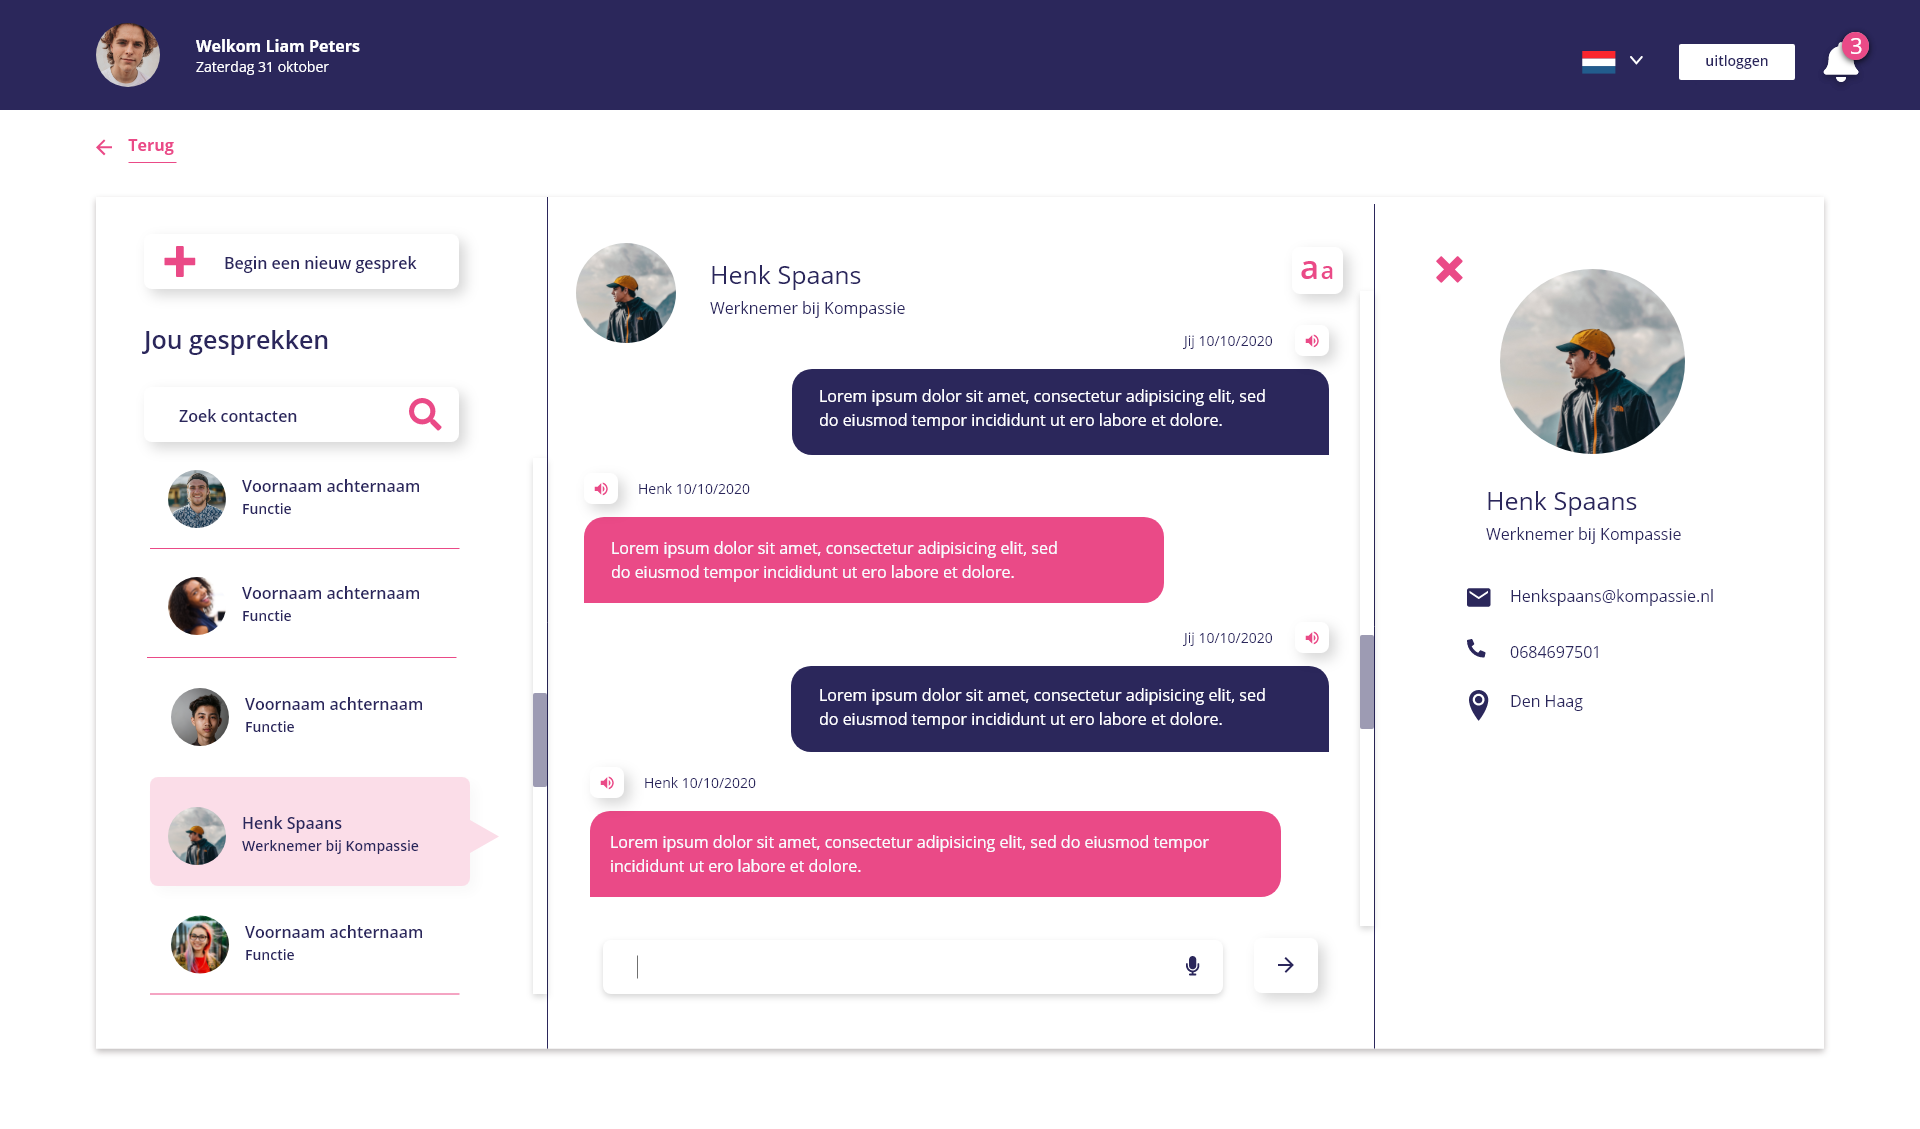 Welkom Liam Peters
Zaterdag 31 oktober
uitloggen
3
Terug
Begin een nieuw gesprek
Jou gesprekken
Zoek contacten
Voornaam achternaam
Functie
Voornaam achternaam
Functie
Voornaam achternaam
Functie
Henk Spaans
Werknemer bij Kompassie
Voornaam achternaam
Functie
Henk Spaans
Werknemer bij Kompassie
aa
Jij 10/10/2020
Lorem ipsum dolor sit amet, consectetur adipisicing elit, sed
do eiusmod tempor incididunt ut ero labore et dolore.
Henk 10/10/2020
Lorem ipsum dolor sit amet, consectetur adipisicing elit, sed
do eiusmod tempor incididunt ut ero labore et dolore.
Jij 10/10/2020
Lorem ipsum dolor sit amet, consectetur adipisicing elit, sed
do eiusmod tempor incididunt ut ero labore et dolore.
Henk 10/10/2020
Lorem ipsum dolor sit amet, consectetur adipisicing elit, sed do eiusmod tempor
incididunt ut ero labore et dolore.
Henk Spaans
Werknemer bij Kompassie
Henkspaans@kompassie.nl
0684697501
Den Haag